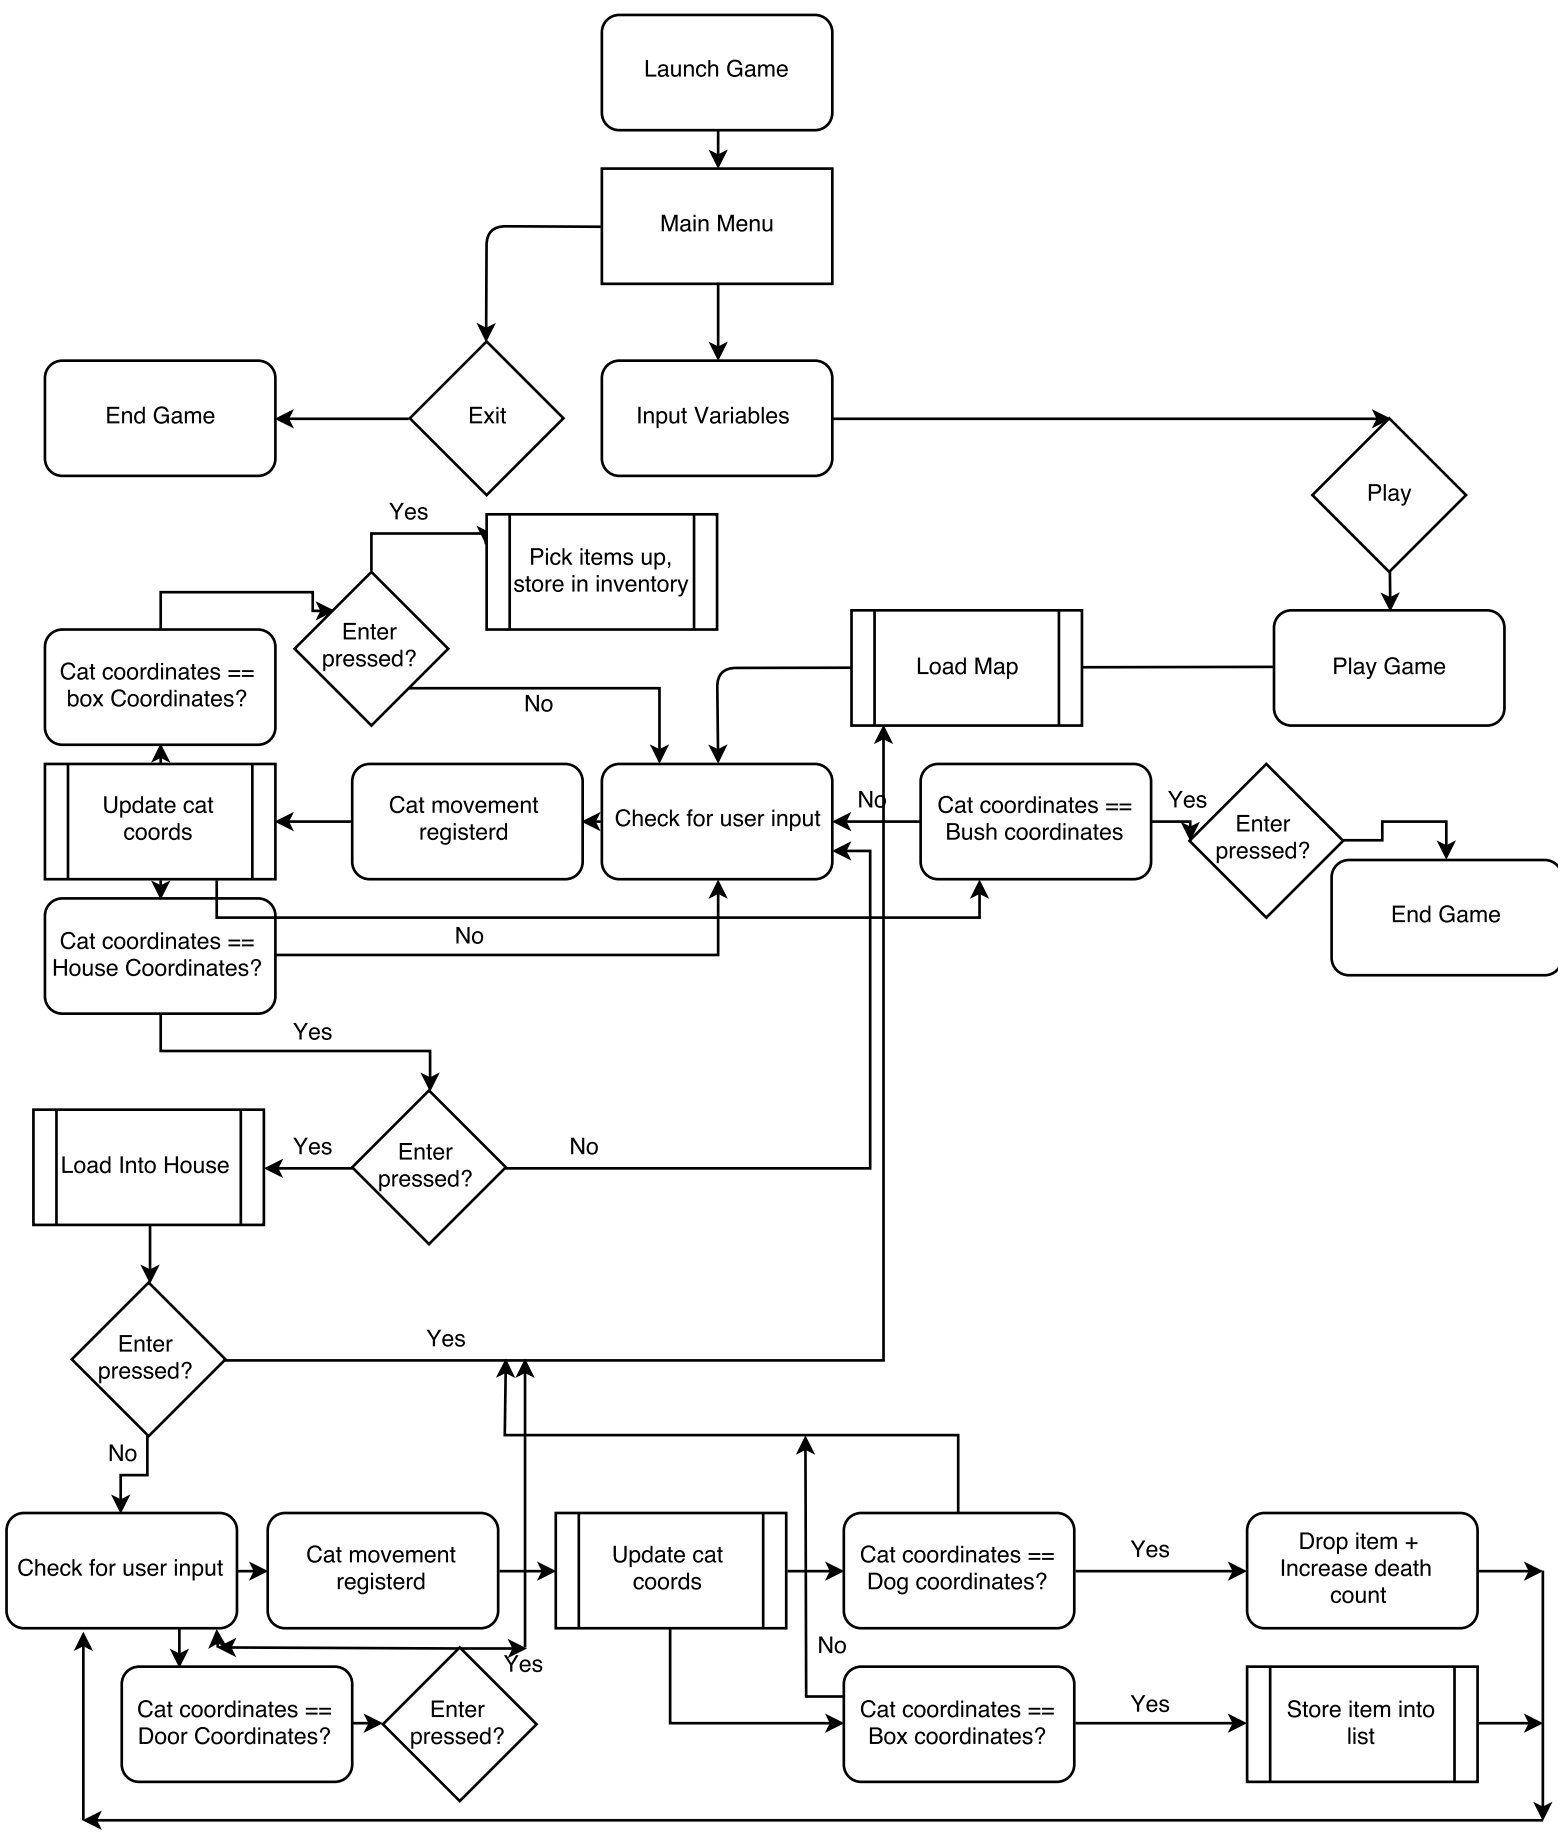 Launch Game
Main Menu
End Game
Exit
Input Variables
Play
Yes
Pick items up,
store in inventory
Enter
pressed?
Cat coordinates ==
box Coordinates?
No
Load Map
Play Game
Update cat
coords
Cat movement
registerd
Check for user input
No
Cat coordinates ==
Bush coordinates
Yes
Enter
pressed?
End Game
Cat coordinates ==
House Coordinates?
No
Yes
Load Into House
Yes
Enter
pressed?
No
Enter
pressed?
Yes
No
Check for user input
Cat movement
registerd
Update cat
coords
Cat coordinates ==
Dog coordinates?
Yes
Drop item +
Increase death
count
Cat coordinates ==
Door Coordinates?
Enter
pressed?
Yes
No
Cat coordinates ==
Box coordinates?
Yes
Store item into
list